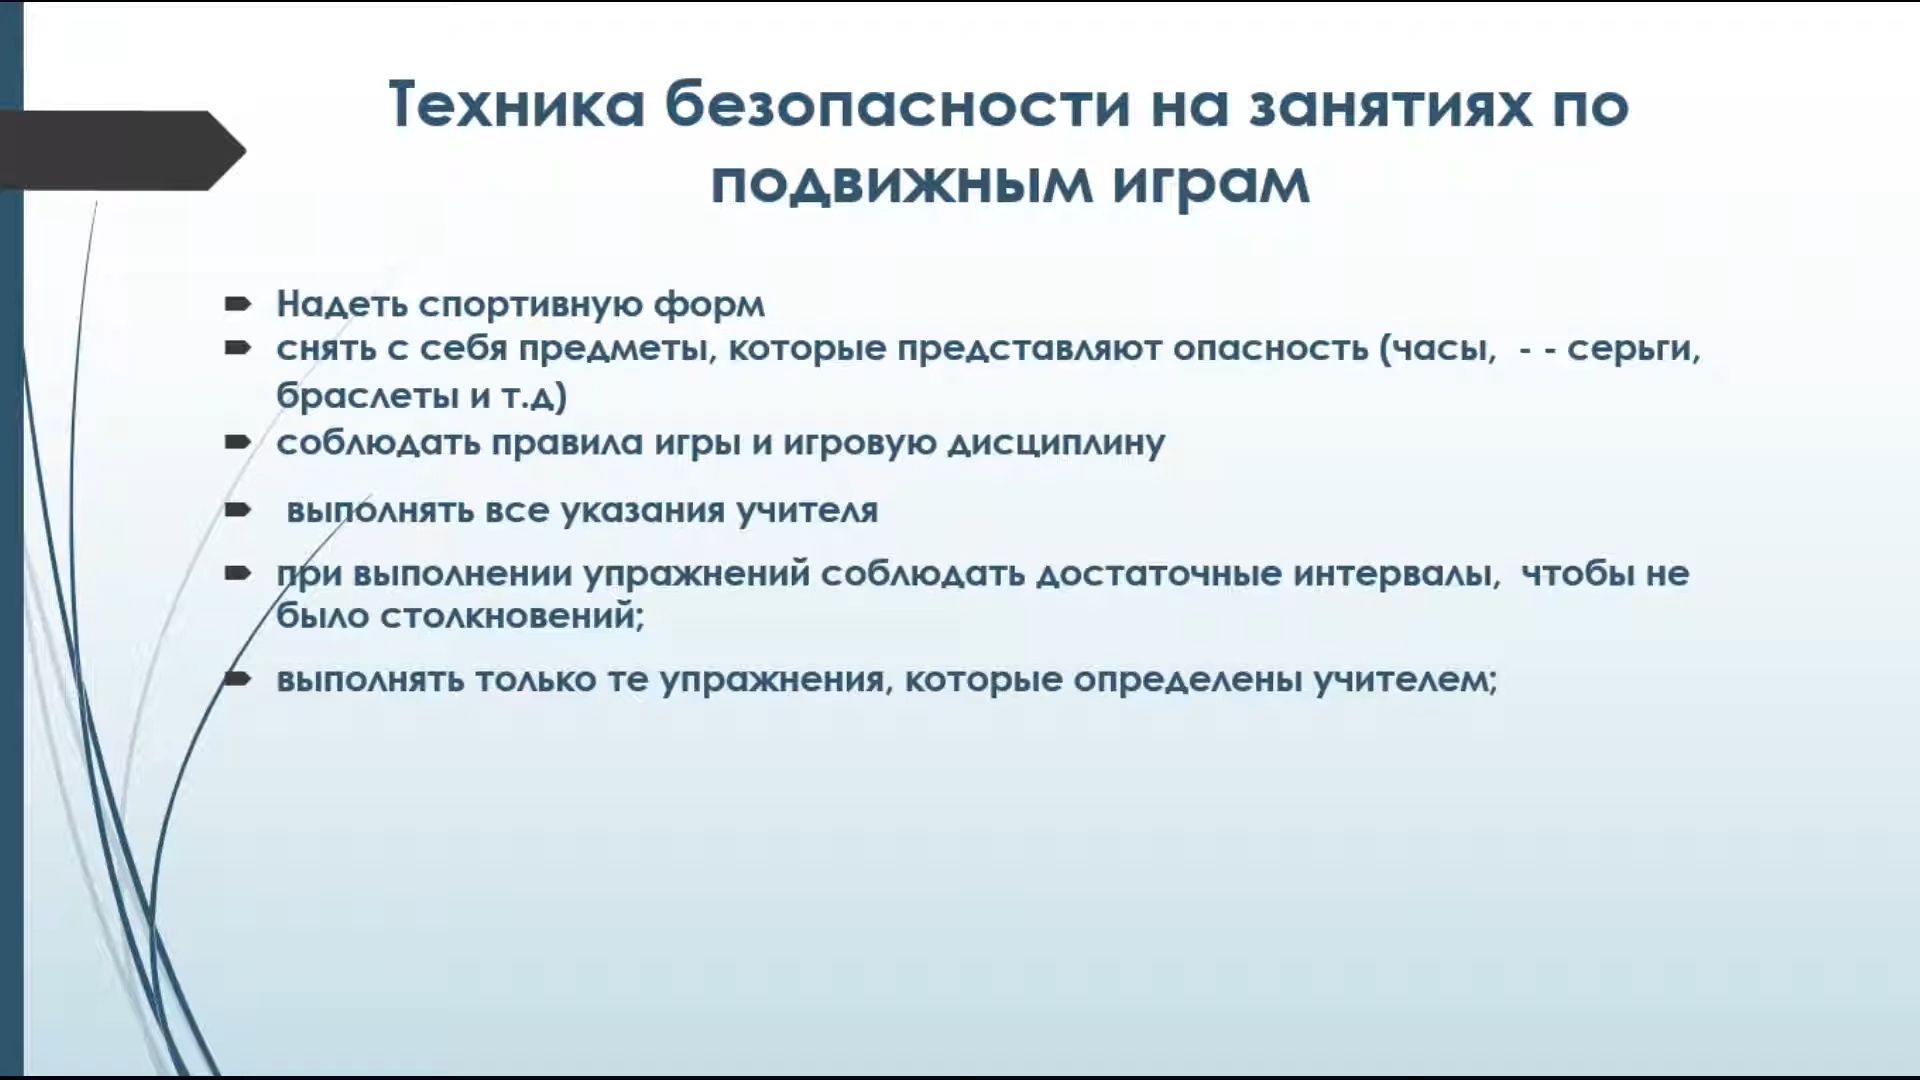 Техника безопасности на занятиях по
подвижным играм
Надеть спортивную форм
снять с себя предметы, которые представляют опасность (часы,  - - серьги,
браслеты и т.д)
соблюдать правила игры и игровую дисциплину
выполнять все указания учителя
при выполнении упражнений соблюдать достаточные интервалы,  чтобы не
было столкновений;
выполнять только те упражнения, которые определены учителем;